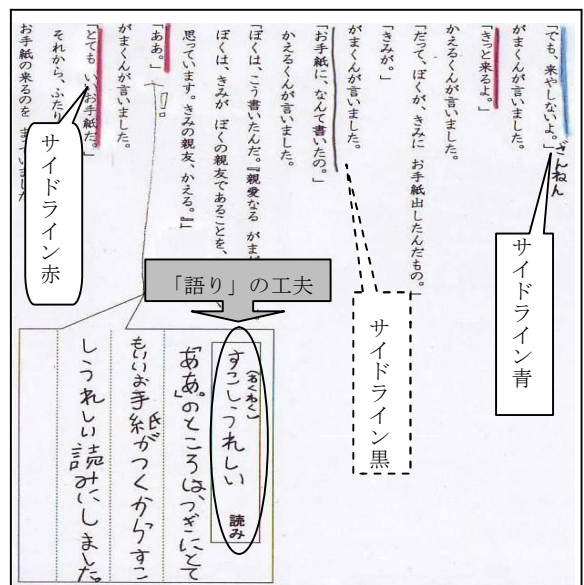 「でも、来やしないよ。」
ざんねん
がまくんが言いました。
「きっと来るよ。」
かえるくんが言いました。
「だって、ぼくが、きみに お手紙出したんだもの。」
「きみが。」
がまくんが言いました。
「お手紙に、なんて書いたの。」
かえるくんが言いました。
「ぼくは、こう書いたんだ。『親愛なる がま
ぼくは、きみが ぼくの親友であることを、
思っています。きみの親友、かえる。』」
「ああ。」
がまくんが言いました。
「とても いいお手紙だ。」
それから、ふたり
お手紙の来るのを まっていました
サイドライン青
サイドライン黒
サイドライン赤
「語り」の工夫
(わくわく)
すこしうれしい 読み
「ああ。」のところは、つぎにとて
もいいお手紙がつくからすこ
しうれしい読みにしました。